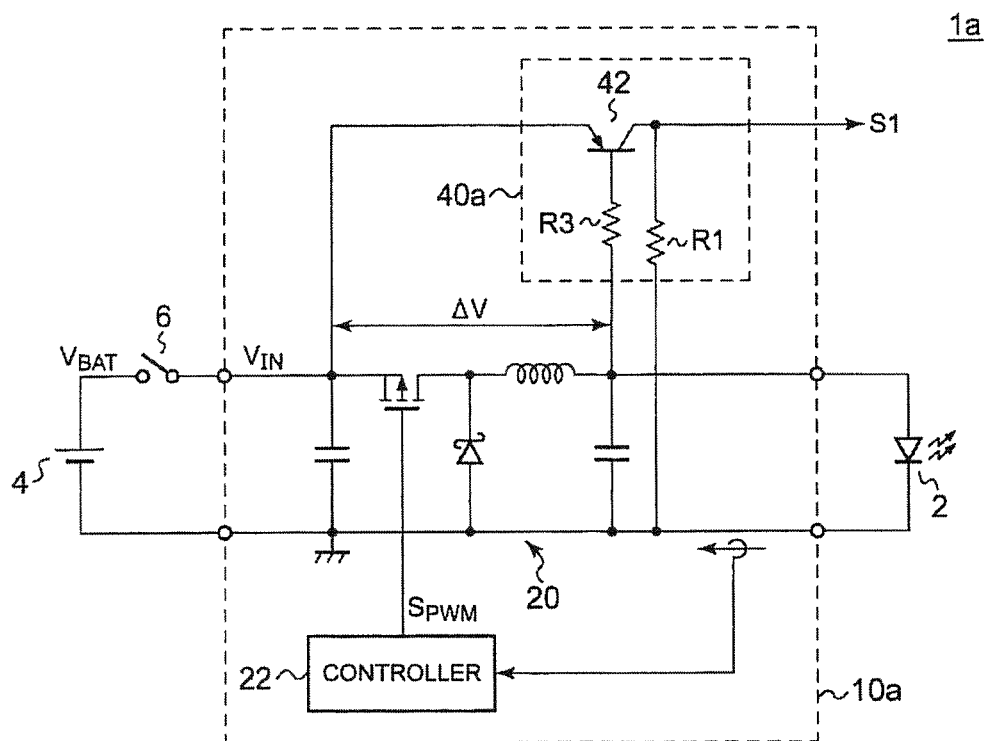 1a
42
S1
40a
R3
R1
ΔV
6
VBAT
VIN
4
2
20
SPWM
22
CONTROLLER
10a